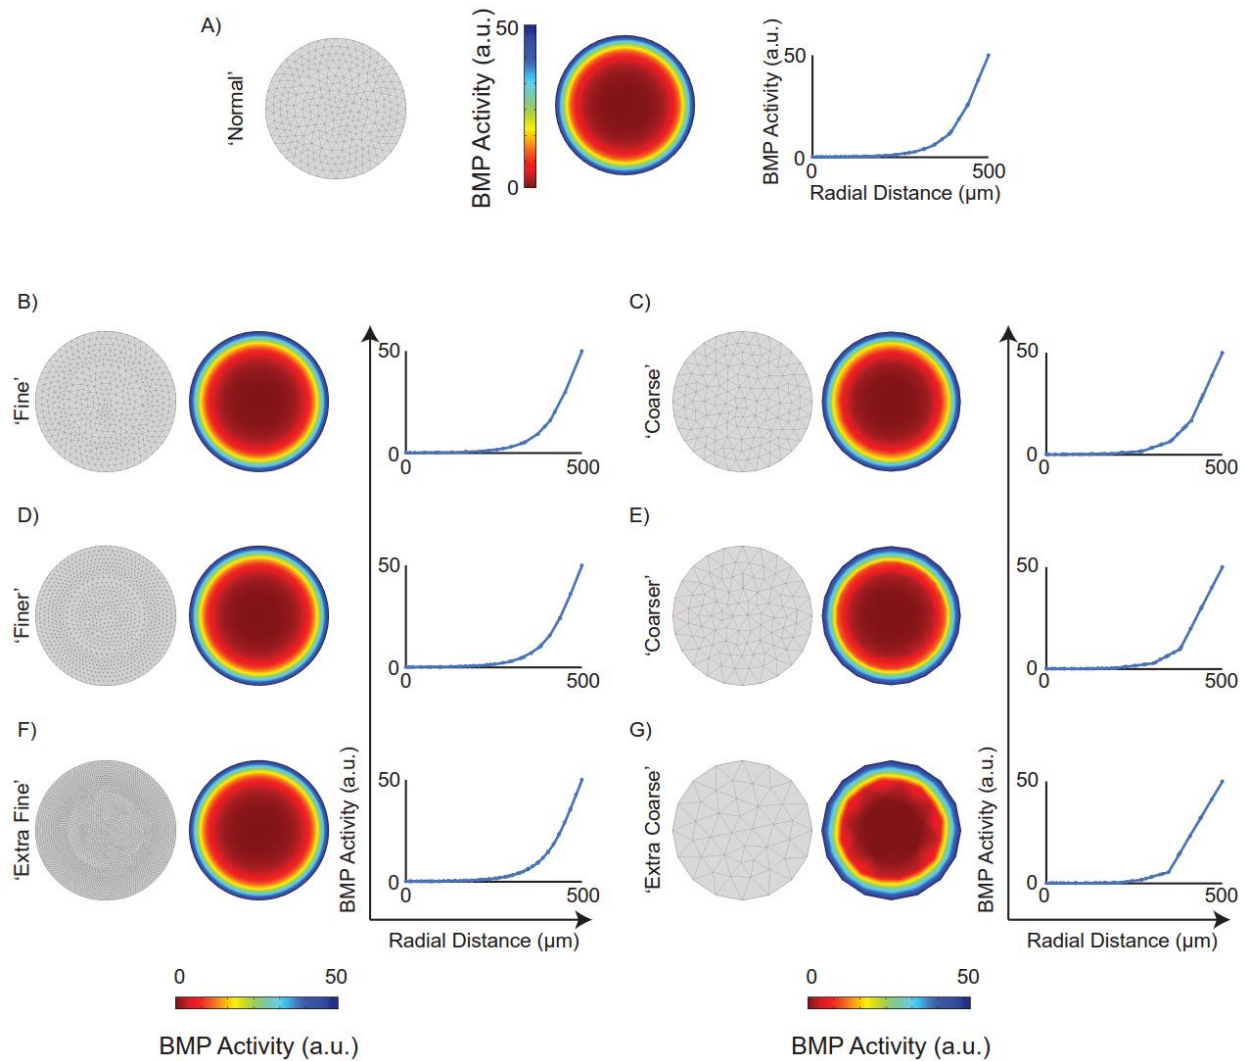 A)
'Normal'
50
BMP Activity (a.u.)
0
50
BMP Activity (a.u.)
0
0
500
Radial Distance (µm)
B)
'Fine'
50
0
0
500
C)
'Coarse'
50
0
0
500
D)
'Finer'
50
0
0
500
E)
'Coarser'
50
0
0
500
F)
'Extra Fine'
BMP Activity (a.u.)
50
0
0
500
Radial Distance (µm)
G)
'Extra Coarse'
BMP Activity (a.u.)
50
0
0
500
Radial Distance (µm)
0
50
BMP Activity (a.u.)
0
50
BMP Activity (a.u.)